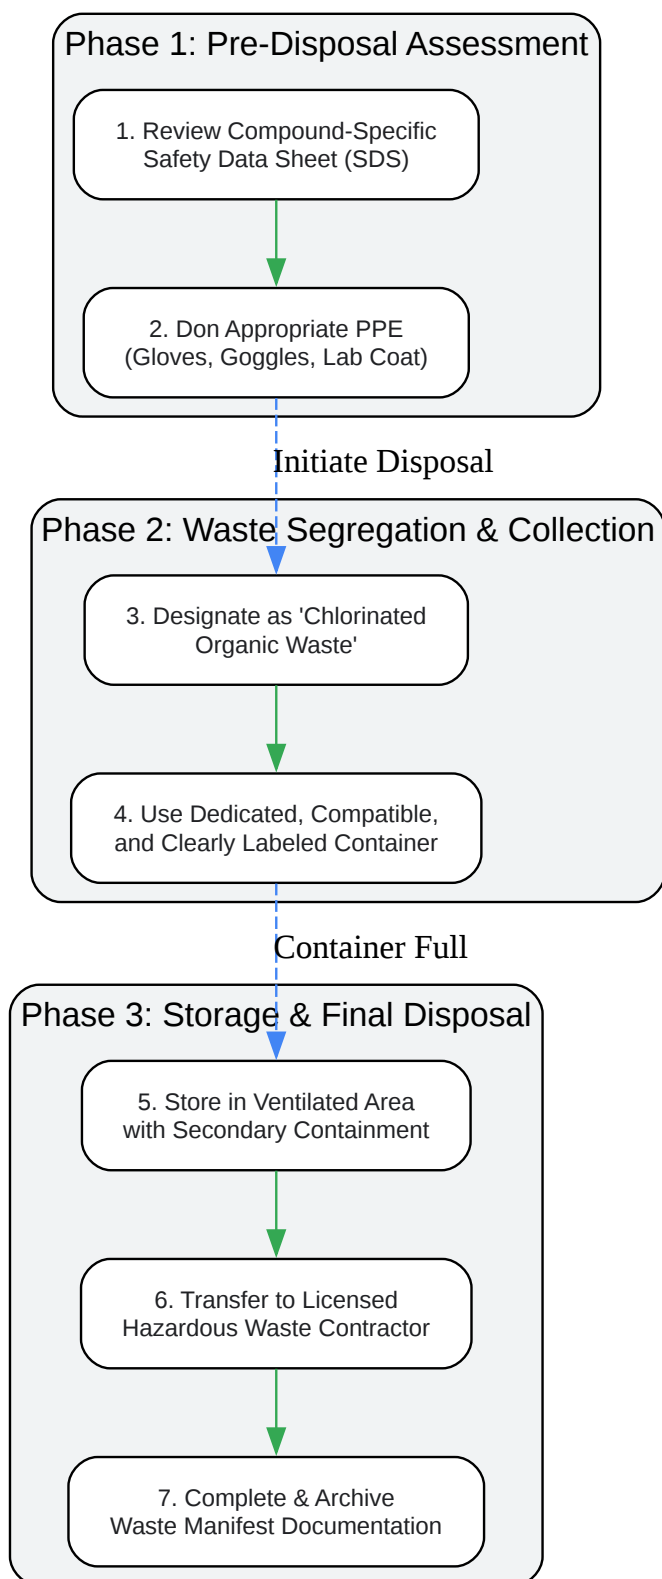 Phase 1: Pre-Disposal Assessment
1. Review Compound-Specific
Safety Data Sheet (SDS)
2. Don Appropriate PPE
(Gloves, Goggles, Lab Coat)
Initiate Disposal
Phase 2: Waste Segregation & Collection
3. Designate as 'Chlorinated
Organic Waste'
4. Use Dedicated, Compatible,
and Clearly Labeled Container
Container Full
Phase 3: Storage & Final Disposal
5. Store in Ventilated Area
with Secondary Containment
6. Transfer to Licensed
Hazardous Waste Contractor
7. Complete & Archive
Waste Manifest Documentation